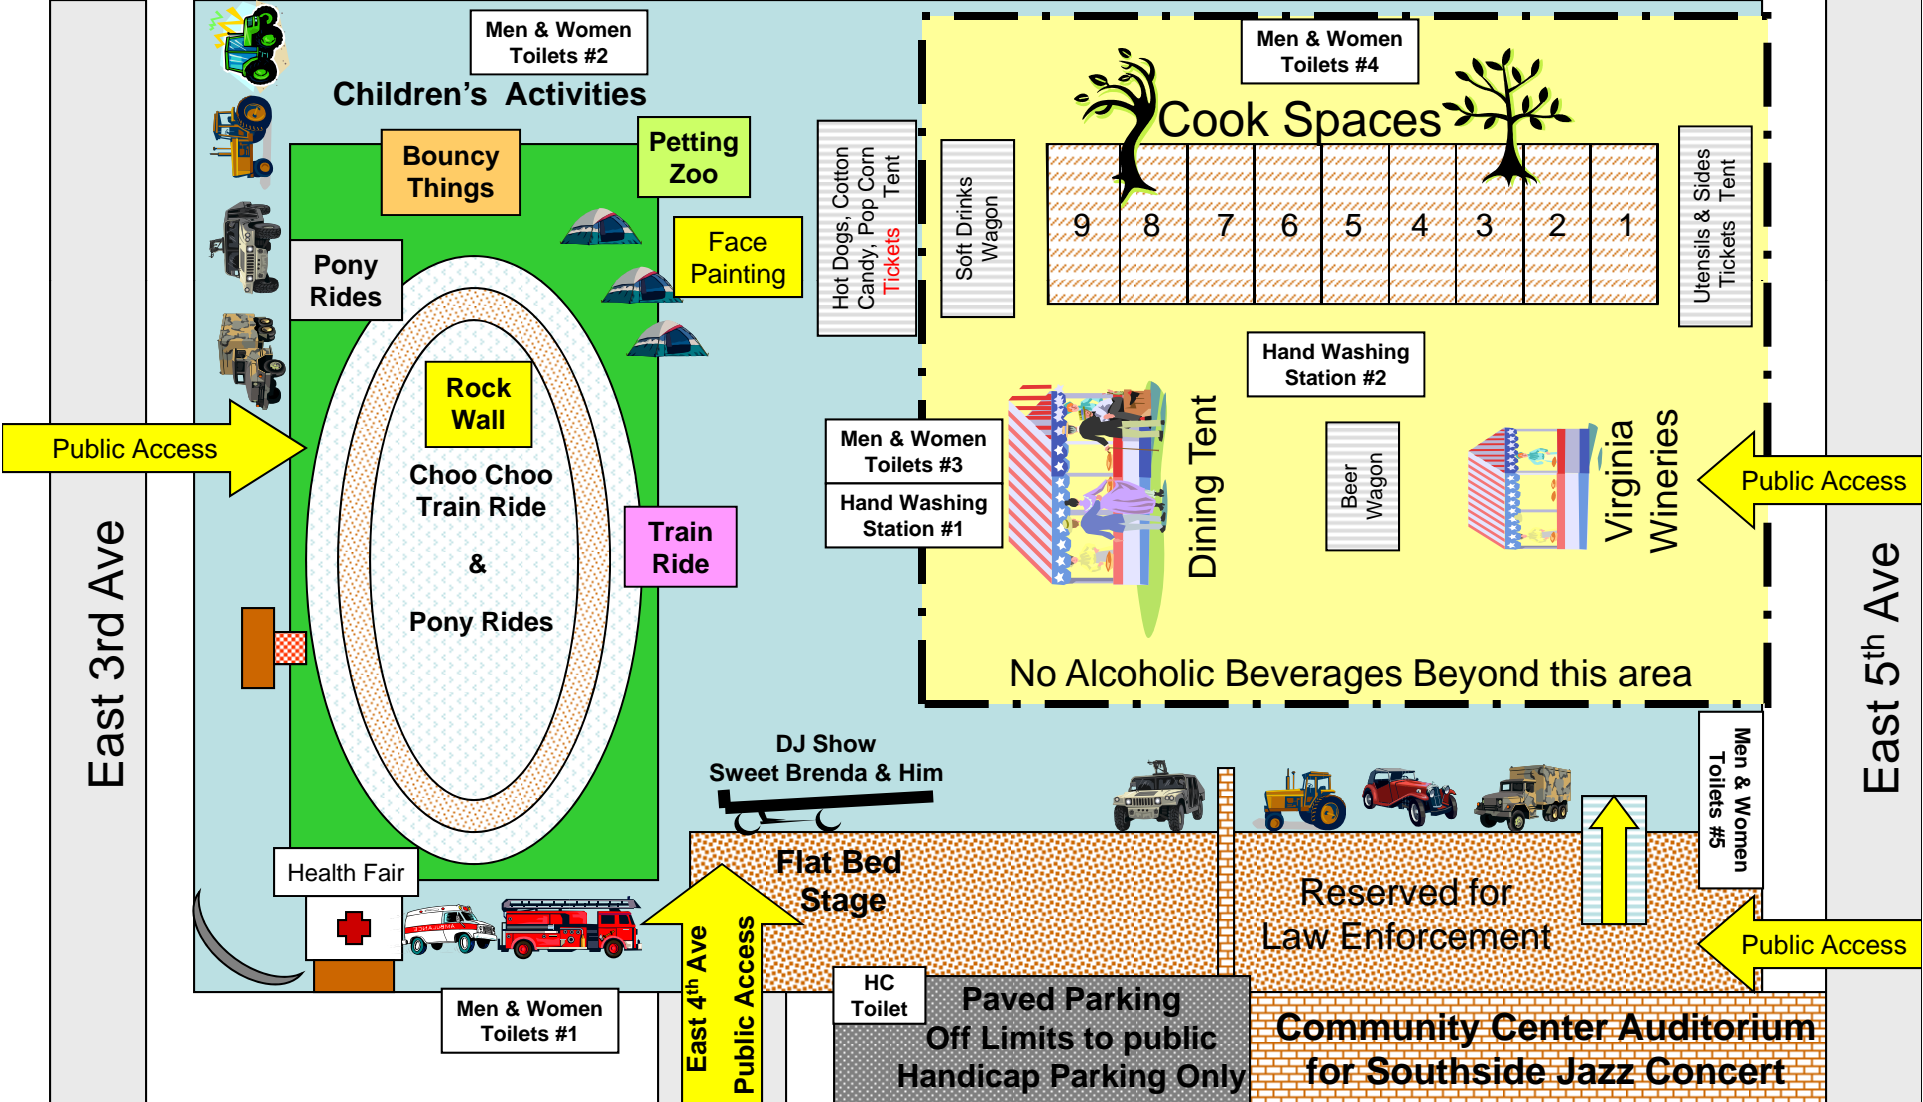 Men & Women
Toilets #2
Children's Activities
Bouncy
Things
Petting
Zoo
Face
Painting
Pony
Rides
Rock
Wall
Choo Choo
Train Ride
&
Pony Rides
Train
Ride
Public Access
East 3rd Ave
Health Fair
AMBULANCE
Men & Women
Toilets #1
East 4th Ave
Public Access
Men & Women
Toilets #4
Cook Spaces
9 8 7 6 5 4 3 2 1
Hot Dogs, Cotton
Candy, Pop Corn
Tickets Tent
Soft Drinks
Wagon
Utensils & Sides
Tickets Tent
Hand Washing
Station #2
Men & Women
Toilets #3
Hand Washing
Station #1
Dining Tent
Beer
Wagon
Virginia
Wineries
Public Access
East 5th Ave
No Alcoholic Beverages Beyond this area
DJ Show
Sweet Brenda & Him
Flat Bed
Stage
Men & Women
Toilets #5
Reserved for
Law Enforcement
Public Access
HC
Toilet
Paved Parking
Off Limits to public
Handicap Parking Only
Community Center Auditorium
for Southside Jazz Concert